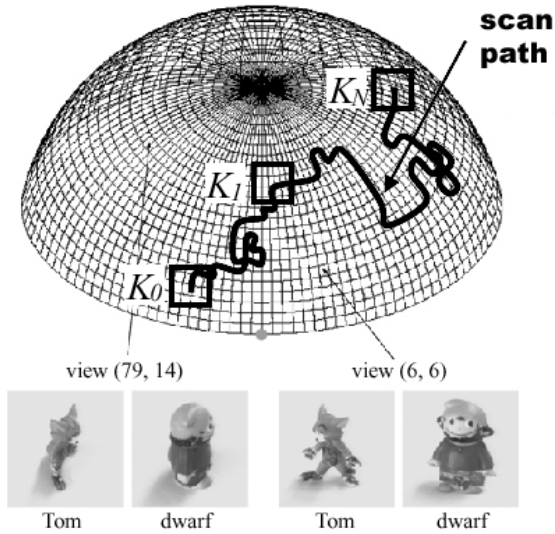 scan
path
K_N
K_1
K_0
view (79, 14)
view (6, 6)
Tom
dwarf
Tom
dwarf